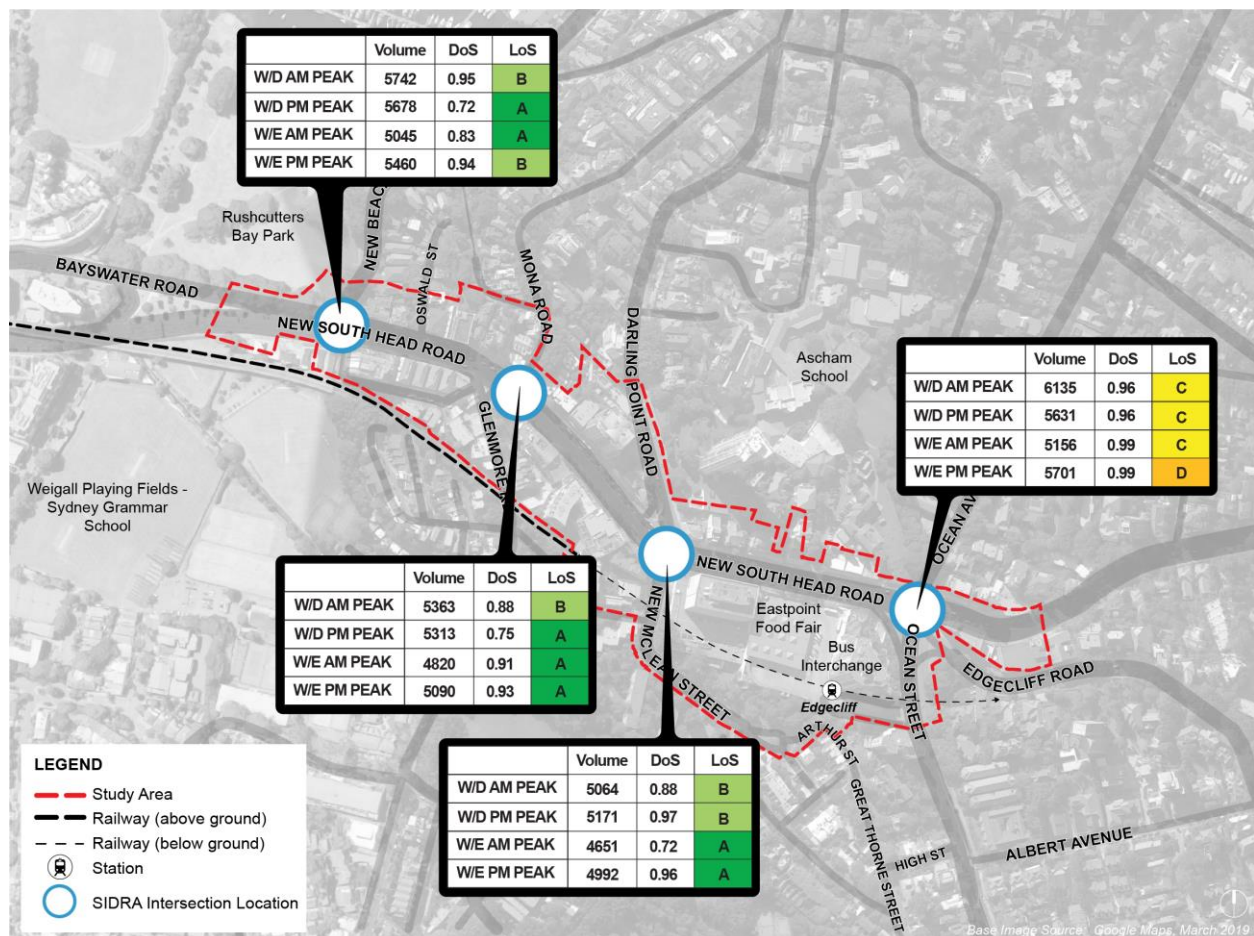 Volume DoS LoS
W/D AM PEAK 5742 0.95 B
W/D PM PEAK 5678 0.72 A
W/E AM PEAK 5045 0.83 A
W/E PM PEAK 5460 0.94 B
Rushcutters
Bay Park
NEW BEAC
OSWALD ST
MONA ROAD
BAYSWATER ROAD
NEW SOUTH HEAD ROAD
DARLING POINT ROAD
Ascham
School
Volume DoS LoS
W/D AM PEAK 6135 0.96 C
W/D PM PEAK 5631 0.96 C
W/E AM PEAK 5156 0.99 C
W/E PM PEAK 5701 0.99 D
GLENMORE
Weigall Playing Fields -
Sydney Grammar
School
OCEAN AV
NEW SOUTH HEAD ROAD
Volume DoS LoS
W/D AM PEAK 5363 0.88 B
W/D PM PEAK 5313 0.75 A
W/E AM PEAK 4820 0.91 A
W/E PM PEAK 5090 0.93 A
NEW MCLEAN STREET
Eastpoint
Food Fair
Bus
Interchange
Edgecliff
OCEAN STREET
EDGECLIFF ROAD
ARTHUR ST
GREAT THORNE STREET
HIGH ST
ALBERT AVENUE
Volume DoS LoS
W/D AM PEAK 5064 0.88 B
W/D PM PEAK 5171 0.97 B
W/E AM PEAK 4651 0.72 A
W/E PM PEAK 4992 0.96 A
LEGEND
Study Area
Railway (above ground)
Railway (below ground)
Station
SIDRA Intersection Location
Base Image Source: Google Maps, March 2019